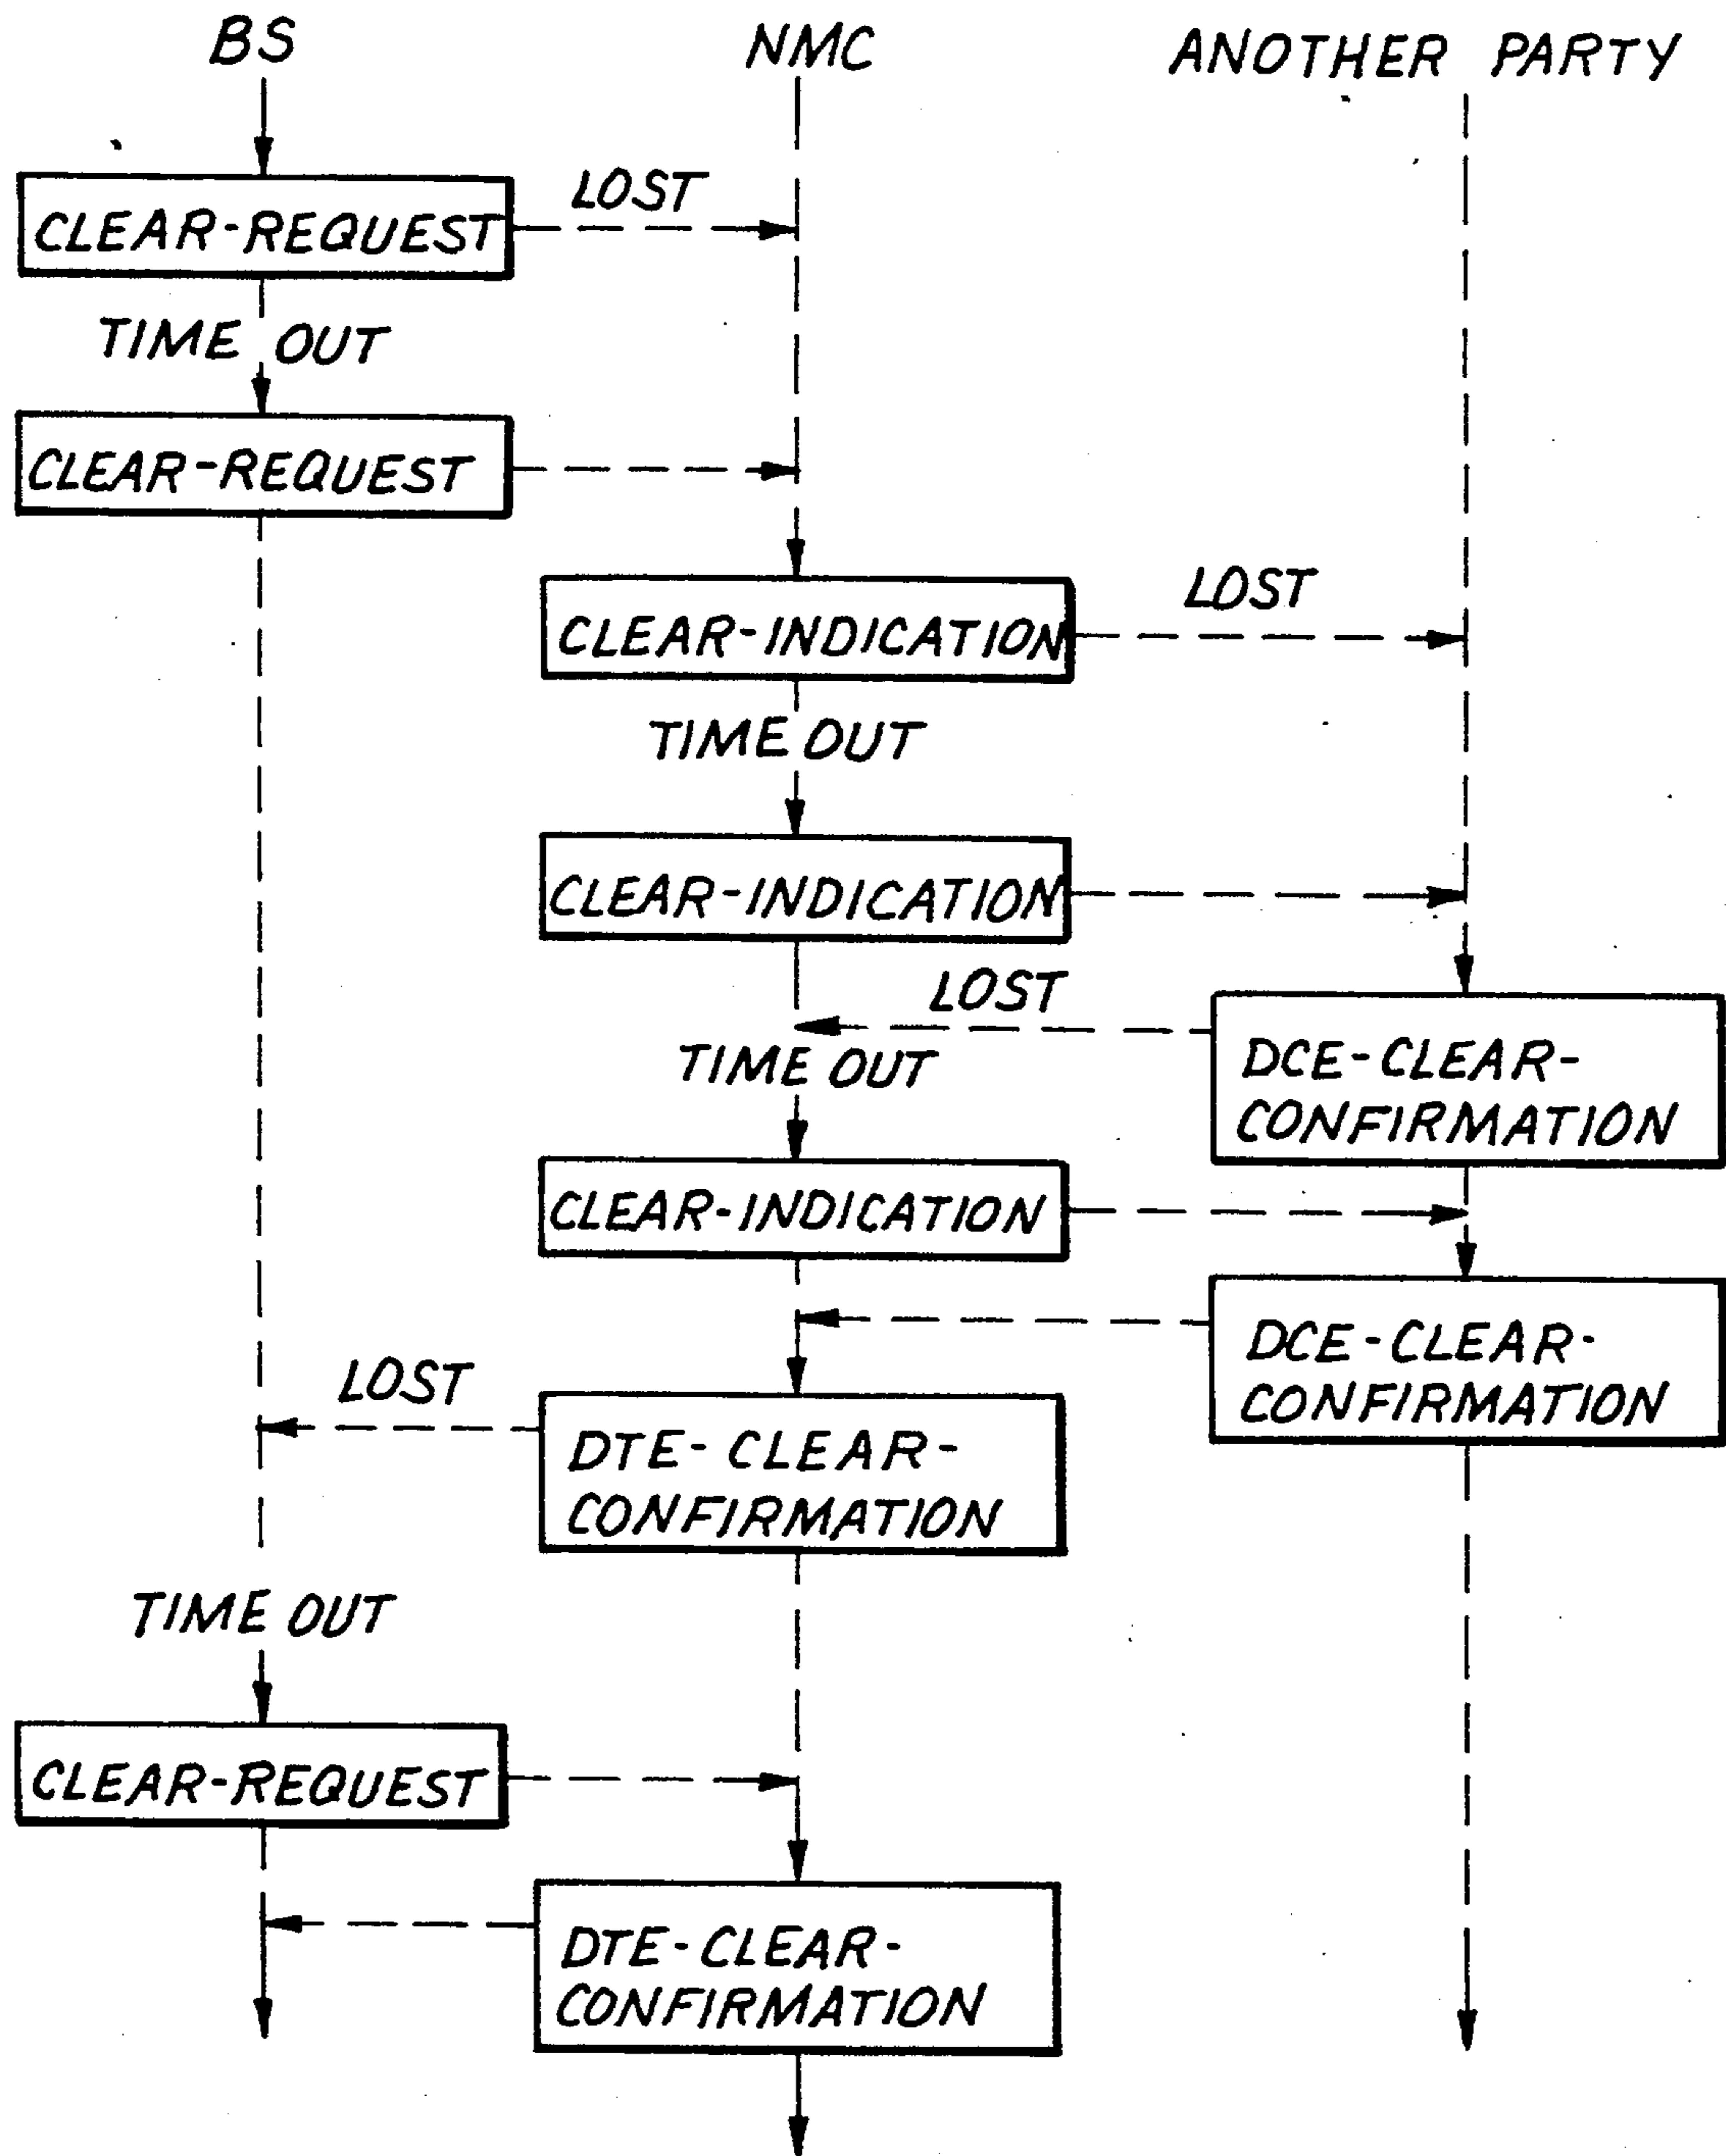 BS
NMC
ANOTHER PARTY
LOST
CLEAR-REQUEST
TIME OUT
CLEAR-REQUEST
LOST
CLEAR-INDICATION
TIME OUT
CLEAR-INDICATION
LOST
DCE-CLEAR-
CONFIRMATION
TIME OUT
CLEAR-INDICATION
DCE-CLEAR-
CONFIRMATION
LOST
DTE-CLEAR-
CONFIRMATION
TIME OUT
CLEAR-REQUEST
DTE-CLEAR-
CONFIRMATION